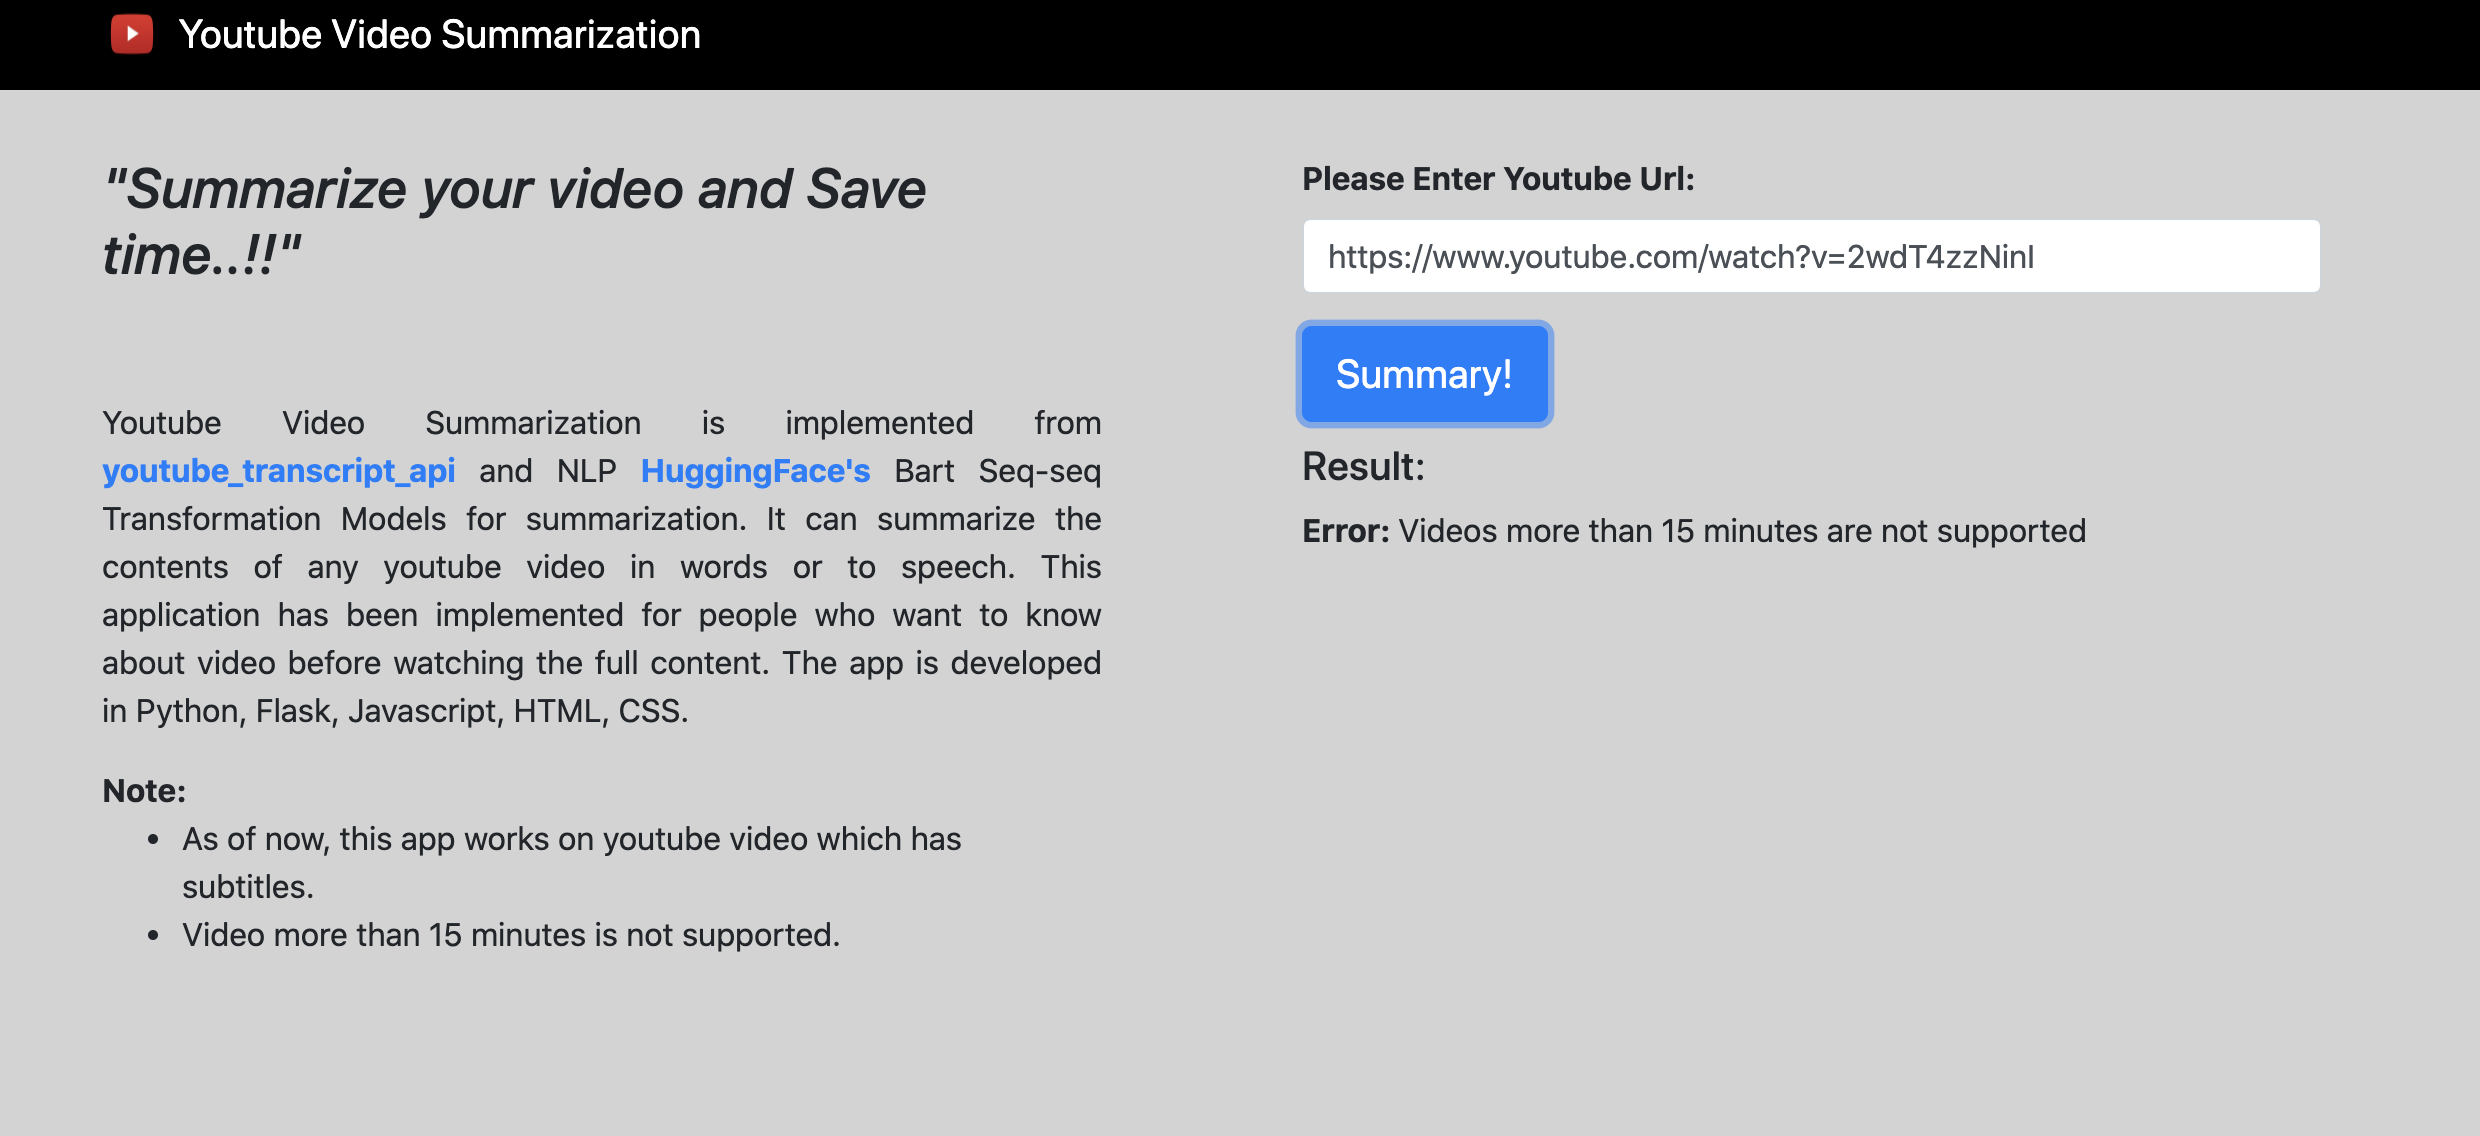 Youtube Video Summarization
"Summarize your video and Save
time..!!"
Youtube Video Summarization is implemented from
youtube_transcript_api and NLP HuggingFace's Bart Seq-seq
Transformation Models for summarization. It can summarize the
contents of any youtube video in words or to speech. This
application has been implemented for people who want to know
about video before watching the full content. The app is developed
in Python, Flask, Javascript, HTML, CSS.
Note:
• As of now, this app works on youtube video which has
subtitles.
• Video more than 15 minutes is not supported.
Please Enter Youtube Url:
https://www.youtube.com/watch?v=2wdT4zzNinI
Summary!
Result:
Error: Videos more than 15 minutes are not supported